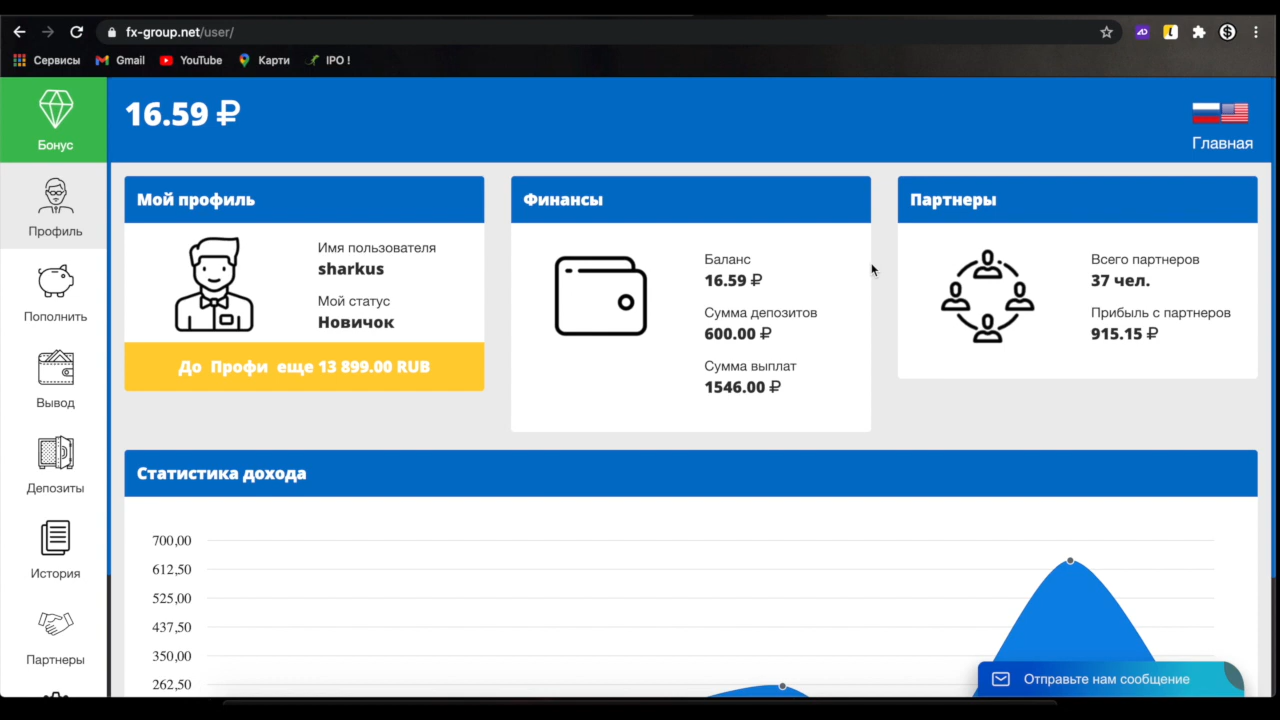 fx-group.net/user/
Сервисы Gmail YouTube Карти IPO !
Бонус
16.59 ₽
Главная
Профиль
Пополнить
Вывод
Депозиты
История
Партнеры
Мой профиль
Имя пользователя
sharkus
Мой статус
Новичок
До Профи еще 13 899.00 RUB
Финансы
Баланс
16.59 ₽
Сумма депозитов
600.00 ₽
Сумма выплат
1546.00 ₽
Партнеры
Всего партнеров
37 чел.
Прибыль с партнеров
915.15 ₽
Статистика дохода
700,00
612,50
525,00
437,50
350,00
262,50
Отправьте нам сообщение